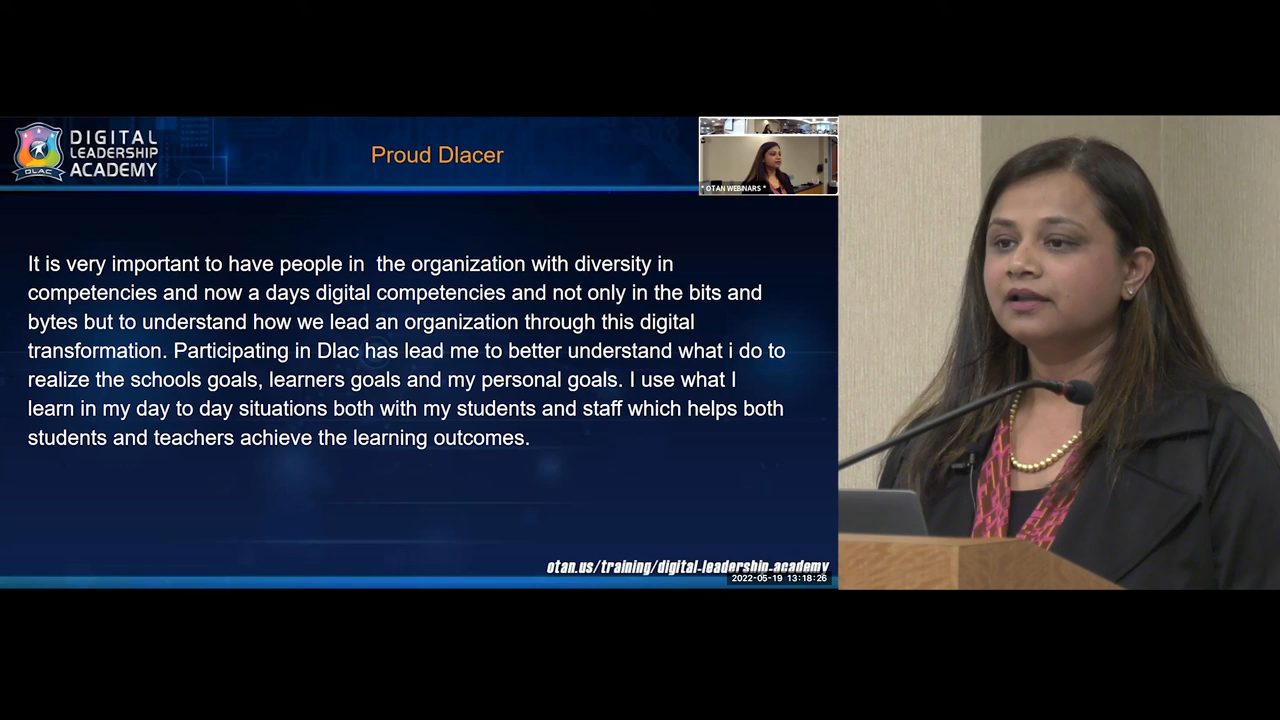 DIGITAL
LEADERSHIP
ACADEMY
DLAC
Proud Dlacer
* OTAN WEBINARS *
It is very important to have people in  the organization with diversity in
competencies and now a days digital competencies and not only in the bits and
bytes but to understand how we lead an organization through this digital
transformation. Participating in Dlac has lead me to better understand what i do to
realize the schools goals, learners goals and my personal goals. I use what I
learn in my day to day situations both with my students and staff which helps both
students and teachers achieve the learning outcomes.
otan.us/training/digital-leadership-academy
2022-05-19 13:18:26